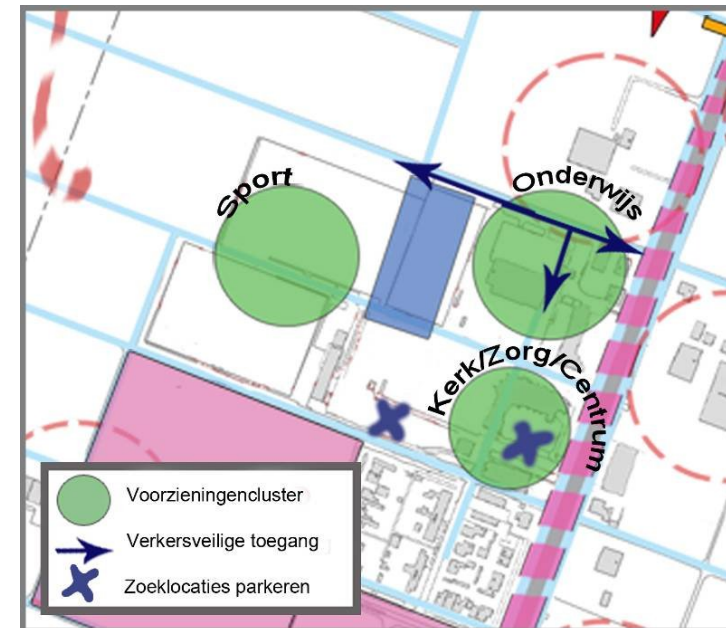 Sport
Onderwijs
Kerk/Zorg/Centrum
Voorzieningencluster
Verkersveilige toegang
Zoeklocaties parkeren